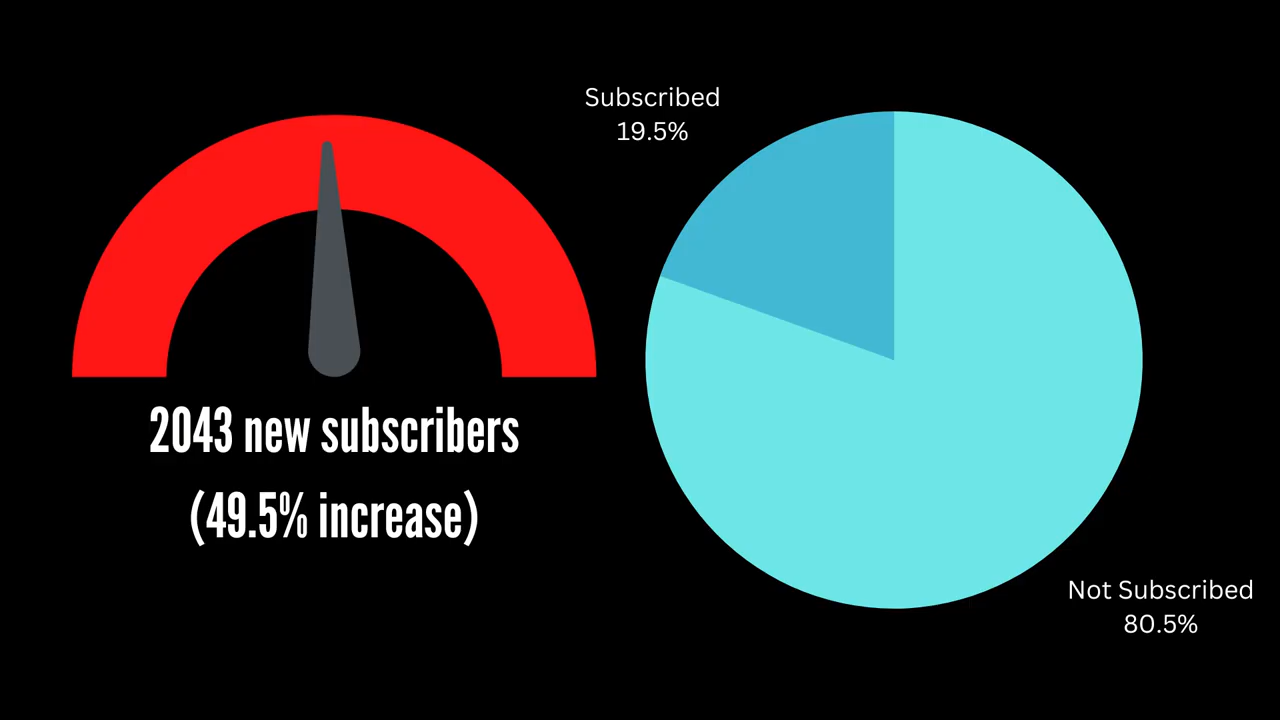 Subscribed
19.5%
2043 new subscribers
(49.5% increase)
Not Subscribed
80.5%